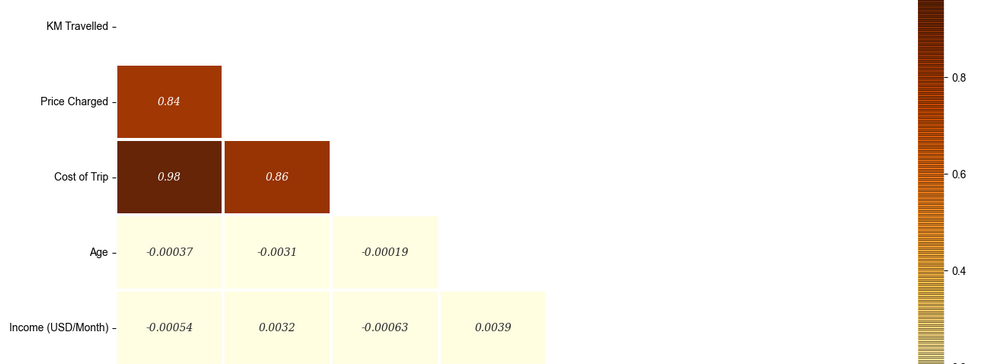 KM Travelled
Price Charged 0.84
Cost of Trip 0.98 0.86
Age -0.00037 -0.0031 -0.00019
Income (USD/Month) -0.00054 0.0032 -0.00063 0.0039
0.8
0.6
0.4